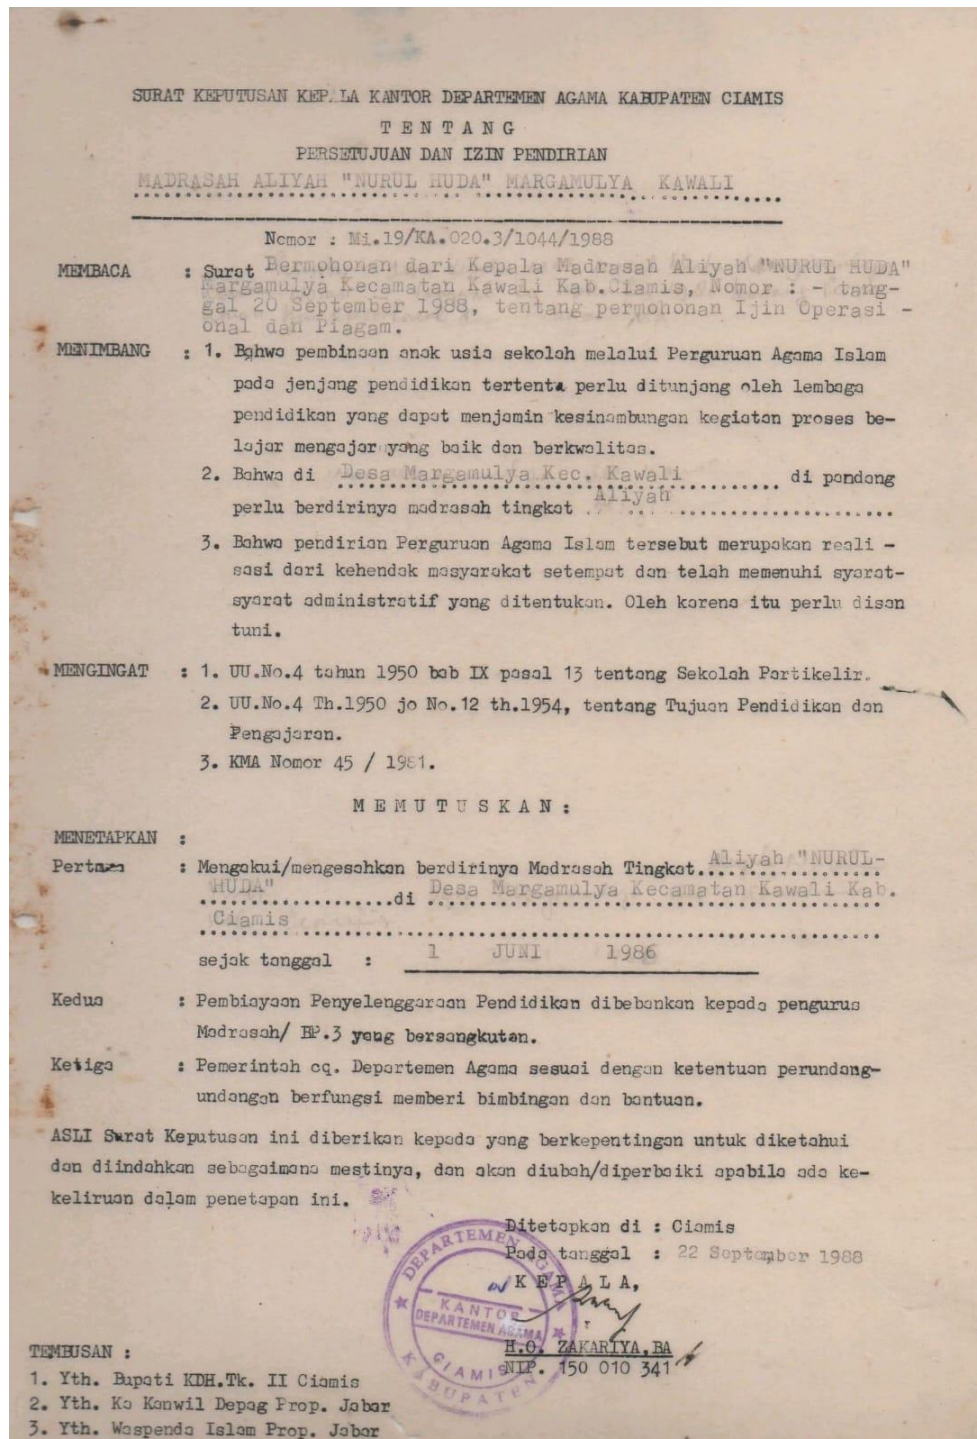 SURAT KEPUTUSAN KEPALA KANTOR DEPARTEMEN AGAMA KABUPATEN CIAMIS
T E N T A N G
PERSETUJUAN DAN IZIN PENDIRIAN
MADRASAH ALIYAH "NURUL HUDA" MARGAMULYA KAWALI
Nomor : Mi.19/KA.020.3/1044/1988
MEMBACA : Surat Permohonan dari Kepala Madrasah Aliyah "NURUL HUDA"
Margamulya Kecamatan Kawali Kab.Ciamis, Nomor : - tang-
gal 20 September 1988, tentang permohonan Ijin Operasi -
onal dan Piagam.
MENIMBANG : 1. Bahwa pembinaan anak usia sekolah melalui Perguruan Agama Islam
pada jenjang pendidikan tertenta perlu ditunjang oleh lembaga
pendidikan yang dapat menjamin kesinambungan kegiatan proses be-
lajar mengajar yang baik dan berkwalitas.
2. Bahwa di Desa Margamulya Kec. Kawali di pandang
perlu berdirinya madrasah tingkat Aliyah
3. Bahwa pendirian Perguruan Agama Islam tersebut merupakan reali -
sasi dari kehendak masyarakat setempat dan telah memenuhi syarat-
syarat administratif yang ditentukan. Oleh karena itu perlu disan
tuni.
MENGINGAT : 1. UU.No.4 tahun 1950 bab IX pasal 13 tentang Sekolah Partikelir.
2. UU.No.4 Th.1950 jo No.12 th.1954, tentang Tujuan Pendidikan dan
Pengajaran.
3. KMA Nomor 45 / 1981.
M E M U T U S K A N :
MENETAPKAN :
Pertama : Mengakui/mengesahkan berdirinya Madrasah Tingkat Aliyah "NURUL-
HUDA" di Desa Margamulya Kecamatan Kawali Kab.
Ciamis
sejak tanggal : 1 JUNI 1986
Kedua : Pembiayaan Penyelenggaraan Pendidikan dibebankan kepada pengurus
Madrasah/ BP.3 yang bersangkutan.
Ketiga : Pemerintah cq. Departemen Agama sesuai dengan ketentuan perundang-
undangan berfungsi memberi bimbingan dan bantuan.
ASLI Surat Keputusan ini diberikan kepada yang berkepentingan untuk diketahui
dan diindahkan sebagaimana mestinya, dan akan diubah/diperbaiki apabila ada ke-
keliruan dalam penetapan ini.
Ditetapkan di : Ciamis
Pada tanggal : 22 September 1988
K E P A L A,
DEPARTEMEN AGAMA
KANTOR
DEPARTEMEN AGAMA
CIAMIS
KABUPATEN
H.O. ZAKARIYA,BA
NIP. 150 010 341
TEMBUSAN :
1. Yth. Bupati KDH.Tk. II Ciamis
2. Yth. Ka Kanwil Depag Prop. Jabar
3. Yth. Waspenda Islam Prop. Jabar